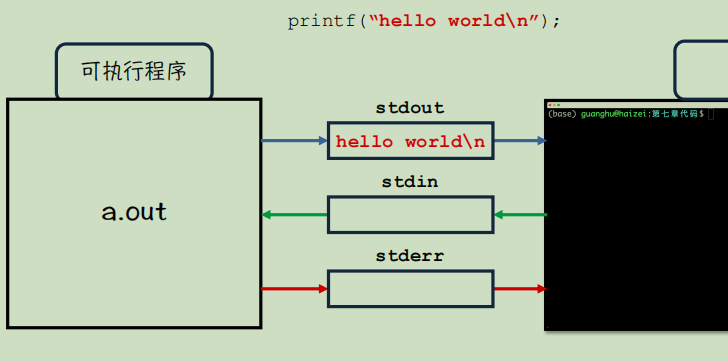 printf(“hello world\n”);
可执行程序
stdout
(base) guanghu@haizei:第七章代码$
hello world\n
stdin
a.out
stderr